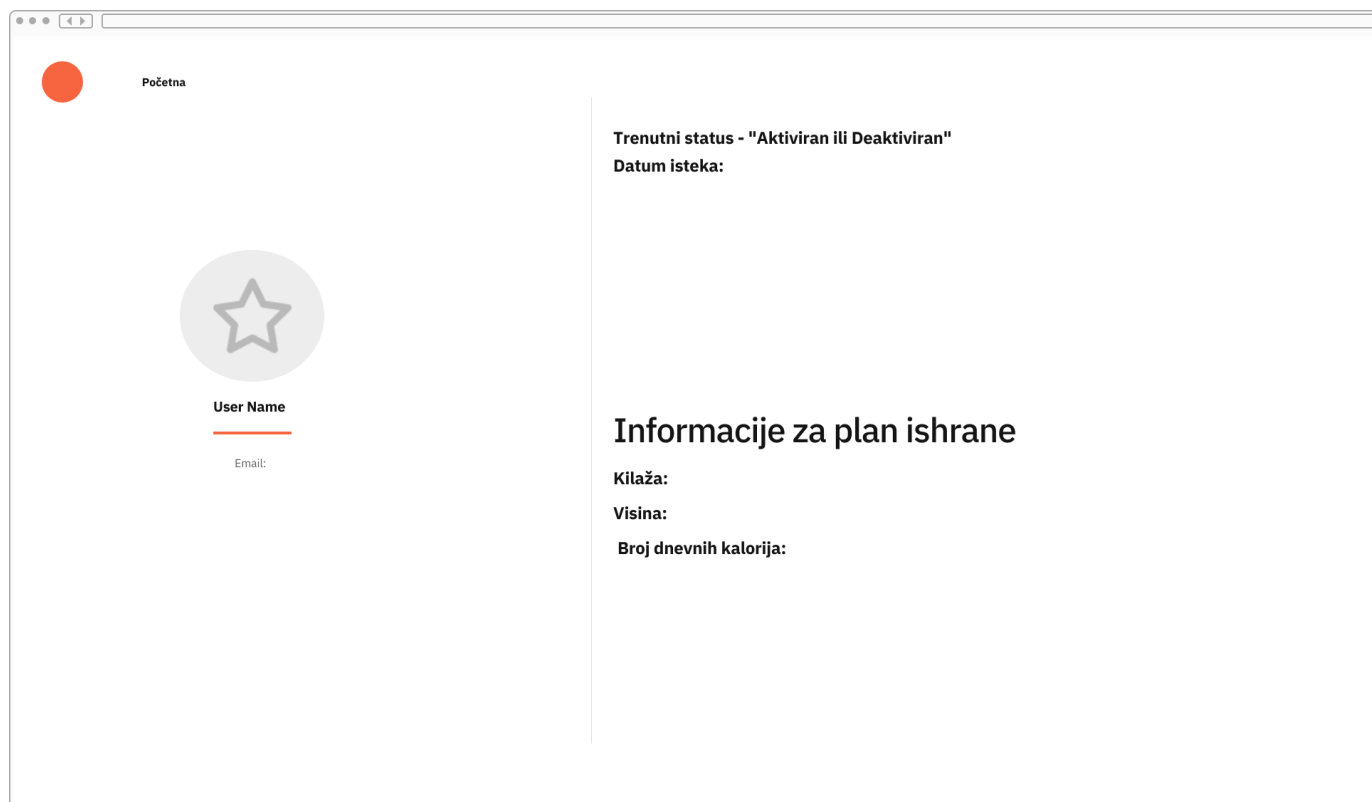 Početna
User Name
Email:
Trenutni status - "Aktiviran ili Deaktiviran"
Datum isteka:
Informacije za plan ishrane
Kilaža:
Visina:
Broj dnevnih kalorija: